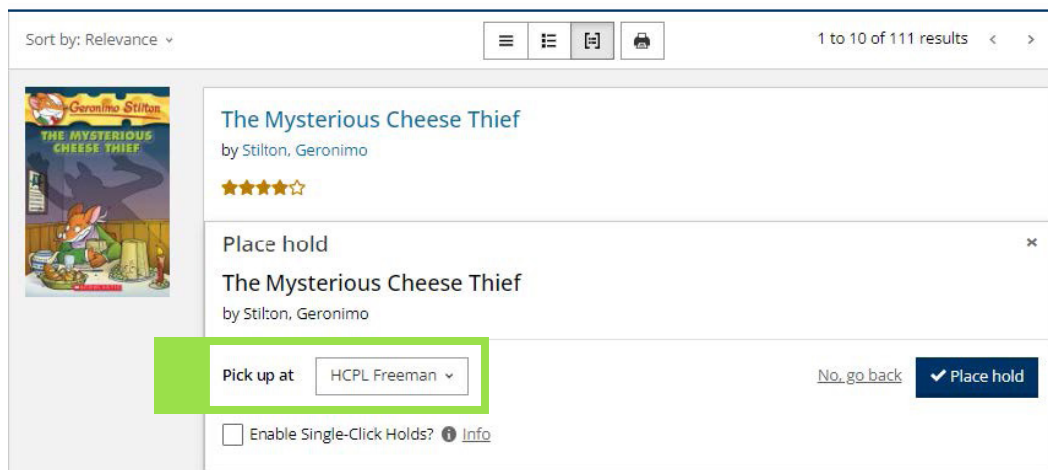 Sort by: Relevance
1 to 10 of 111 results
Geronimo Stilton
THE MYSTERIOUS
CHEESE THIEF
SCHOLASTIC
The Mysterious Cheese Thief
by Stilton, Geronimo
Place hold
The Mysterious Cheese Thief
by Stilton, Geronimo
Pick up at HCPL Freeman No, go back Place hold
Enable Single-Click Holds? Info